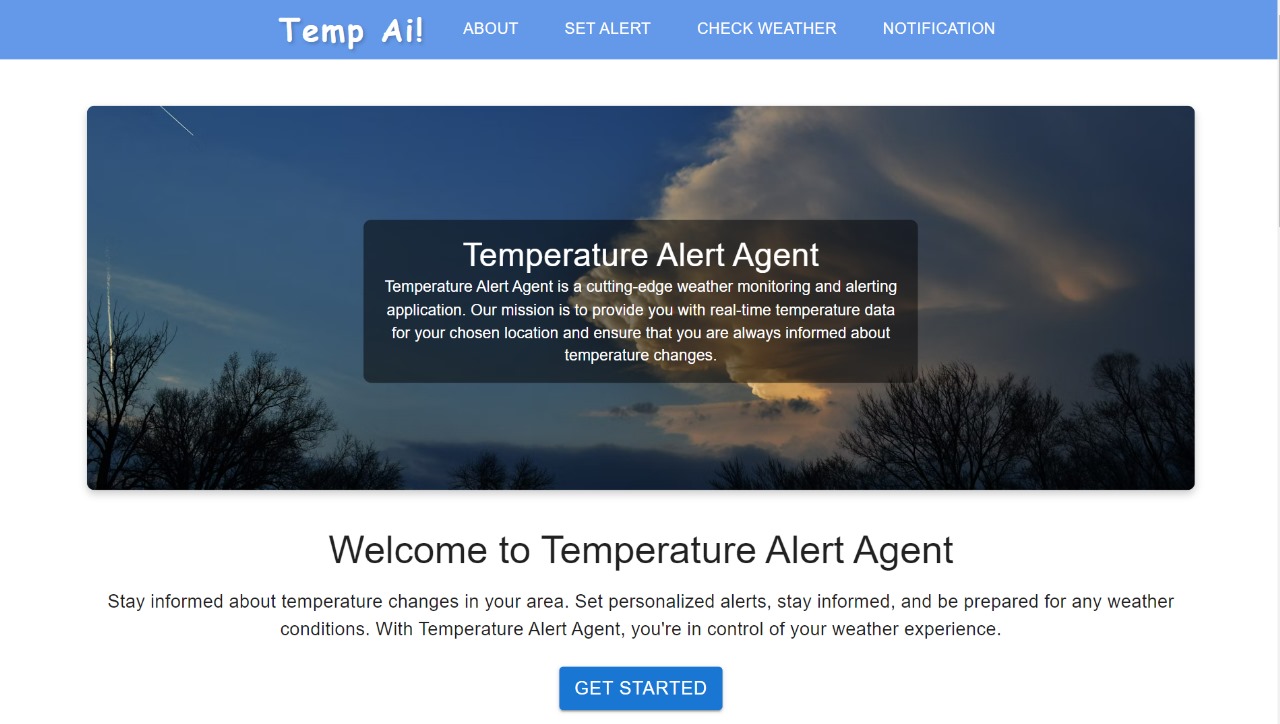 Temp Ai!
ABOUT
SET ALERT
CHECK WEATHER
NOTIFICATION
Temperature Alert Agent
Temperature Alert Agent is a cutting-edge weather monitoring and alerting
application. Our mission is to provide you with real-time temperature data
for your chosen location and ensure that you are always informed about
temperature changes.
Welcome to Temperature Alert Agent
Stay informed about temperature changes in your area. Set personalized alerts, stay informed, and be prepared for any weather
conditions. With Temperature Alert Agent, you're in control of your weather experience.
GET STARTED